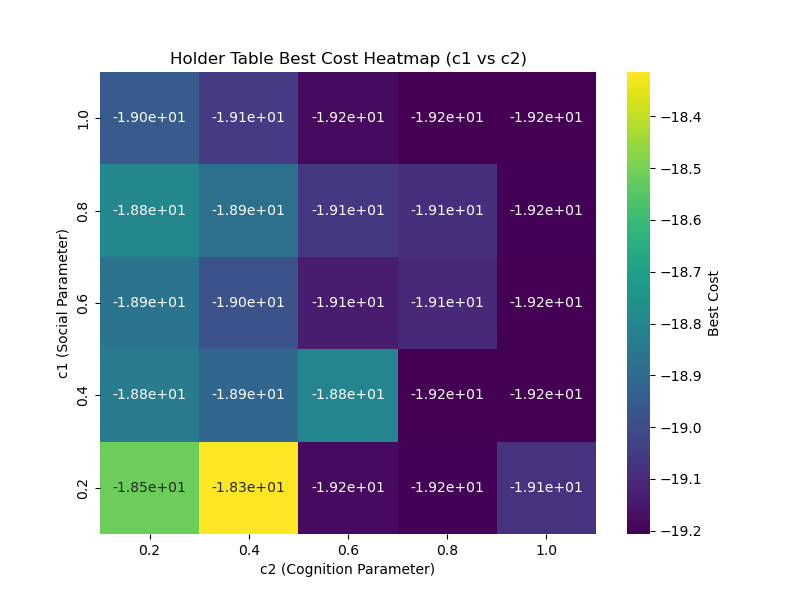 Holder Table Best Cost Heatmap (c1 vs c2)
1.0
-1.90e+01 -1.91e+01 -1.92e+01 -1.92e+01 -1.92e+01
0.8
-1.88e+01 -1.89e+01 -1.91e+01 -1.91e+01 -1.92e+01
0.6
-1.89e+01 -1.90e+01 -1.91e+01 -1.91e+01 -1.92e+01
0.4
-1.88e+01 -1.89e+01 -1.88e+01 -1.92e+01 -1.92e+01
0.2
-1.85e+01 -1.83e+01 -1.92e+01 -1.92e+01 -1.91e+01
c1 (Social Parameter)
0.2 0.4 0.6 0.8 1.0
c2 (Cognition Parameter)
−18.4
−18.5
−18.6
−18.7
−18.8
−18.9
−19.0
−19.1
−19.2
Best Cost